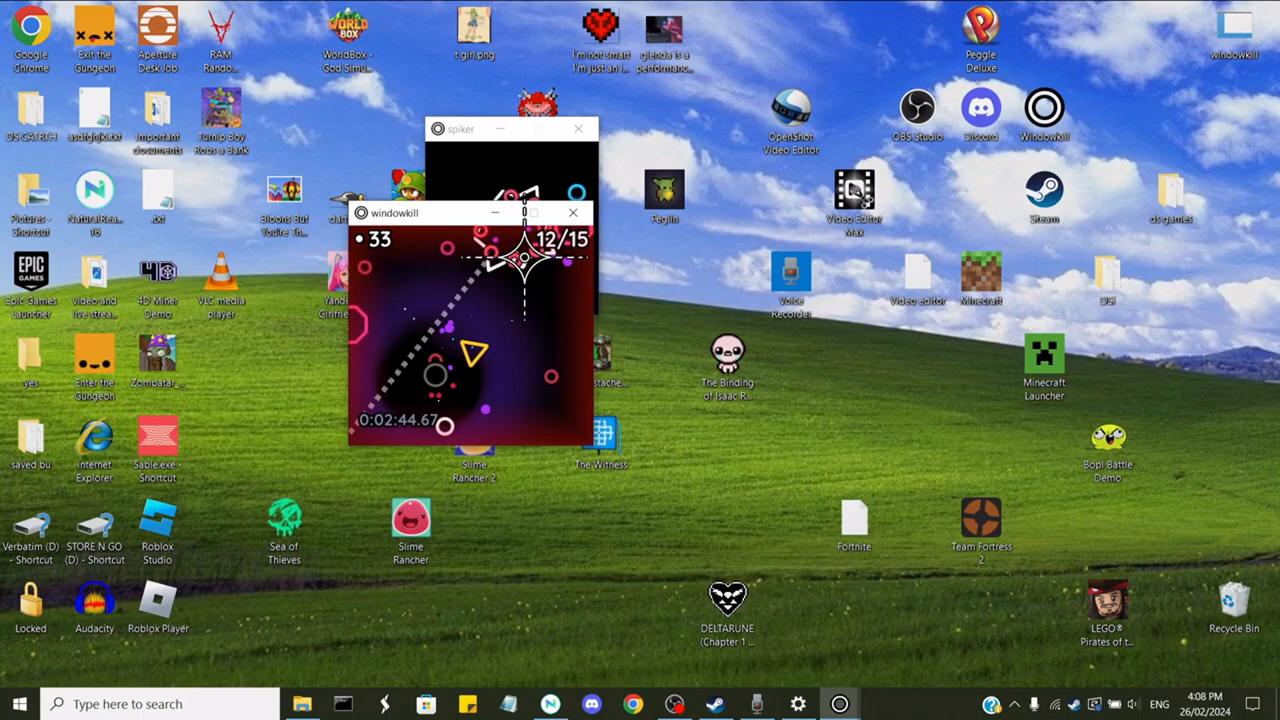 Google
Chrome
Exit the
Gungeon
Aperture
Desk Job
RAM
Rando...
WORLD
BOX
WorldBox -
God Simu...
t girl.png
I'm not smart
I'm just an i...
glenda is a
performanc...
Peggle
Deluxe
windowkill
Important
documents
Turnip Boy
Robs a Bank
spiker
OpenShot
Video Editor
OBS Studio
Discord
Windowkill
Pictures -
Shortcut
NaturalRea...
16
.txt
Bloons But
You're Th...
windowkill
33
12/15
0:02:44.67
Peglin
Video Editor
Max
Steam
ds games
Epic Games
Launcher
EPIC
GAMES
video and
live strea...
4D Miner
Demo
VLC media
player
Voice
Recorder
Video editor
Minecraft
DSI
yes
Enter the
Gungeon
Zombatar ...
The Binding
of Isaac R...
Minecraft
Launcher
saved bu
Internet
Explorer
Sable.exe -
Shortcut
Slime
Rancher 2
The Witness
Bopl Battle
Demo
Verbatim (D)
- Shortcut
STORE N GO
(D) - Shortcut
Roblox
Studio
Sea of
Thieves
Slime
Rancher
Fortnite
Team Fortress
2
Locked
Audacity
Roblox Player
DELTARUNE
(Chapter 1 ...
LEGO®
Pirates of t...
Recycle Bin
Type here to search
ENG
4:08 PM
26/02/2024